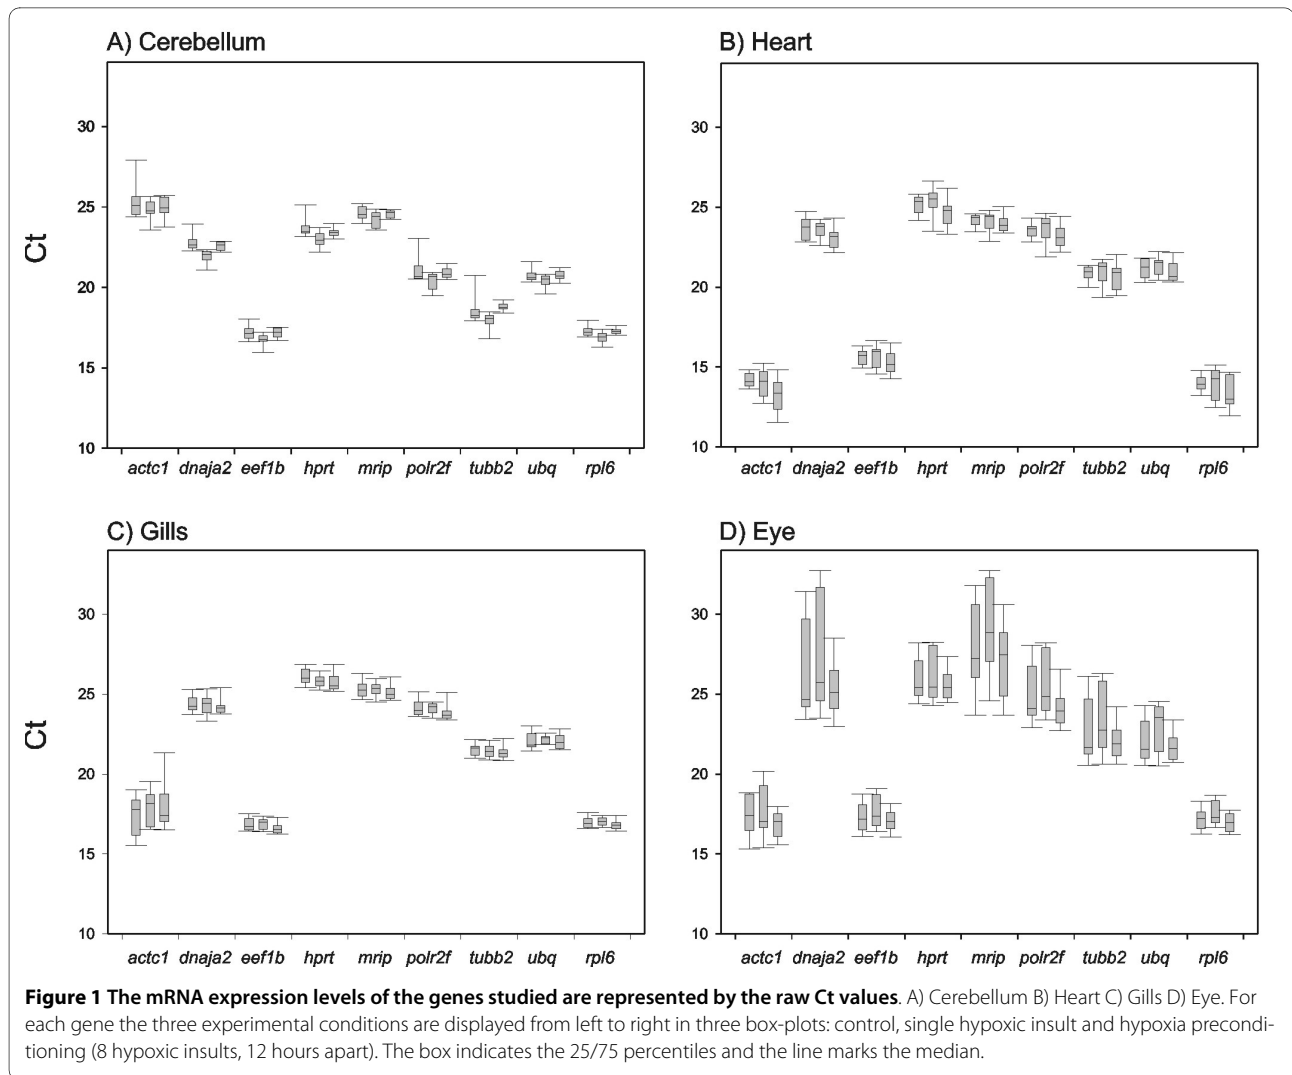 A) Cerebellum
Ct
30
25
20
15
10
actc1 dnaja2 eef1b hprt mrip polr2f tubb2 ubq rpl6
B) Heart
30
25
20
15
10
actc1 dnaja2 eef1b hprt mrip polr2f tubb2 ubq rpl6
C) Gills
Ct
30
25
20
15
10
actc1 dnaja2 eef1b hprt mrip polr2f tubb2 ubq rpl6
D) Eye
30
25
20
15
10
actc1 dnaja2 eef1b hprt mrip polr2f tubb2 ubq rpl6
Figure 1 The mRNA expression levels of the genes studied are represented by the raw Ct values. A) Cerebellum B) Heart C) Gills D) Eye. For
each gene the three experimental conditions are displayed from left to right in three box-plots: control, single hypoxic insult and hypoxia precondi-
tioning (8 hypoxic insults, 12 hours apart). The box indicates the 25/75 percentiles and the line marks the median.